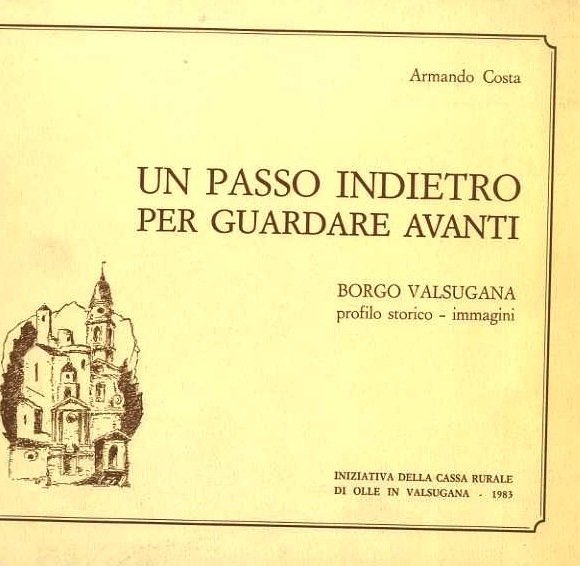 Armando Costa
UN PASSO INDIETRO
PER GUARDARE AVANTI
BORGO VALSUGANA
profilo storico - immagini
INIZIATIVA DELLA CASSA RURALE
DI OLLE IN VALSUGANA - 1983